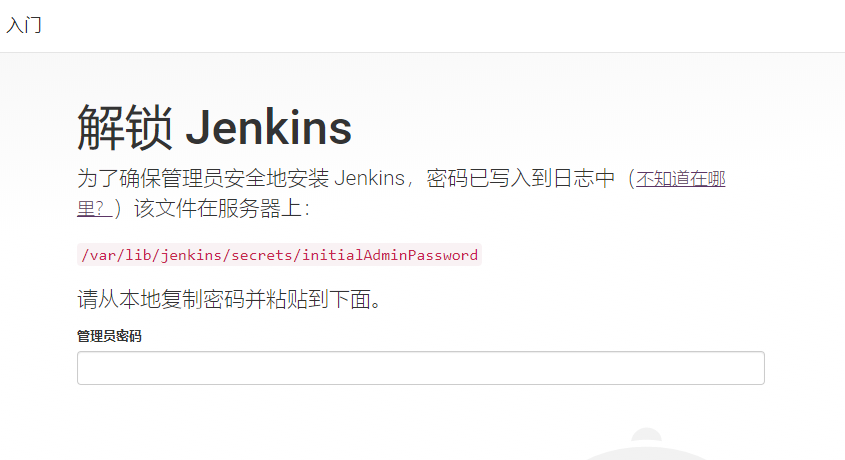 入门
解锁 Jenkins
为了确保管理员安全地安装 Jenkins，密码已写入到日志中（不知道在哪
里？）该文件在服务器上：
/var/lib/jenkins/secrets/initialAdminPassword
请从本地复制密码并粘贴到下面。
管理员密码